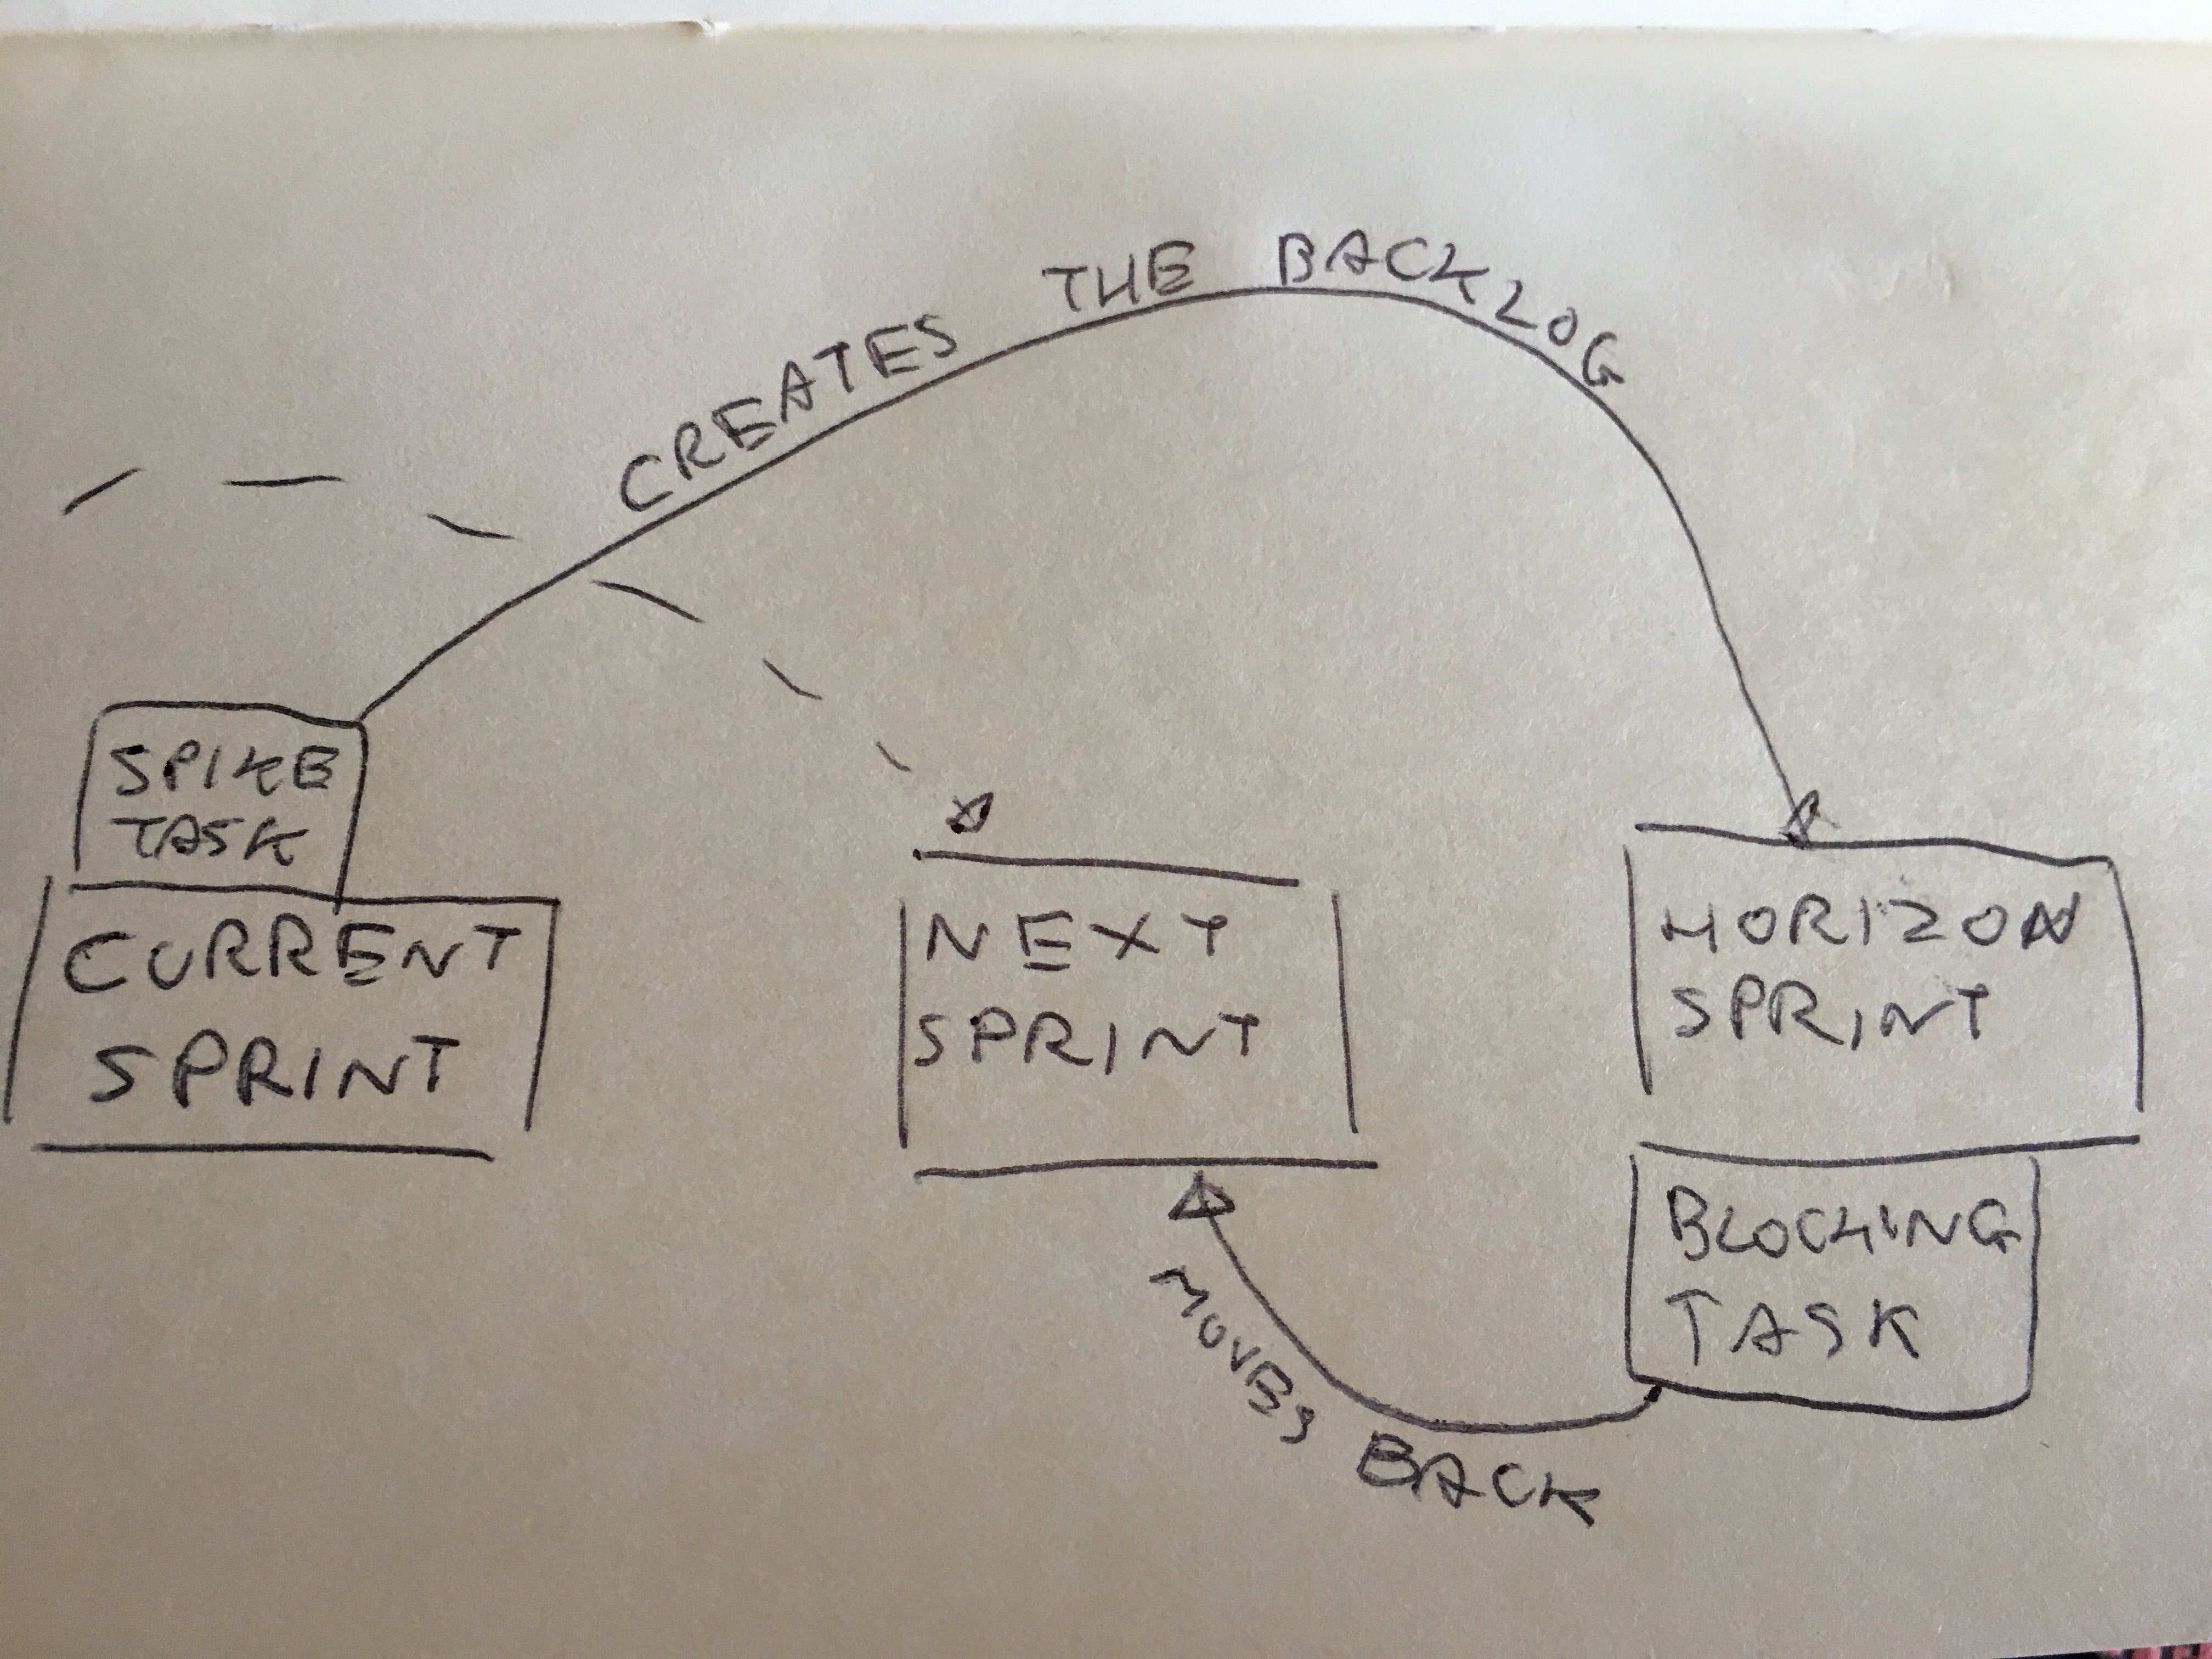 CREATES THE BACKLOG
SPIKE
TASK
CURRENT
SPRINT
NEXT
SPRINT
HORIZON
SPRINT
BLOCKING
TASK
MOVES BACK